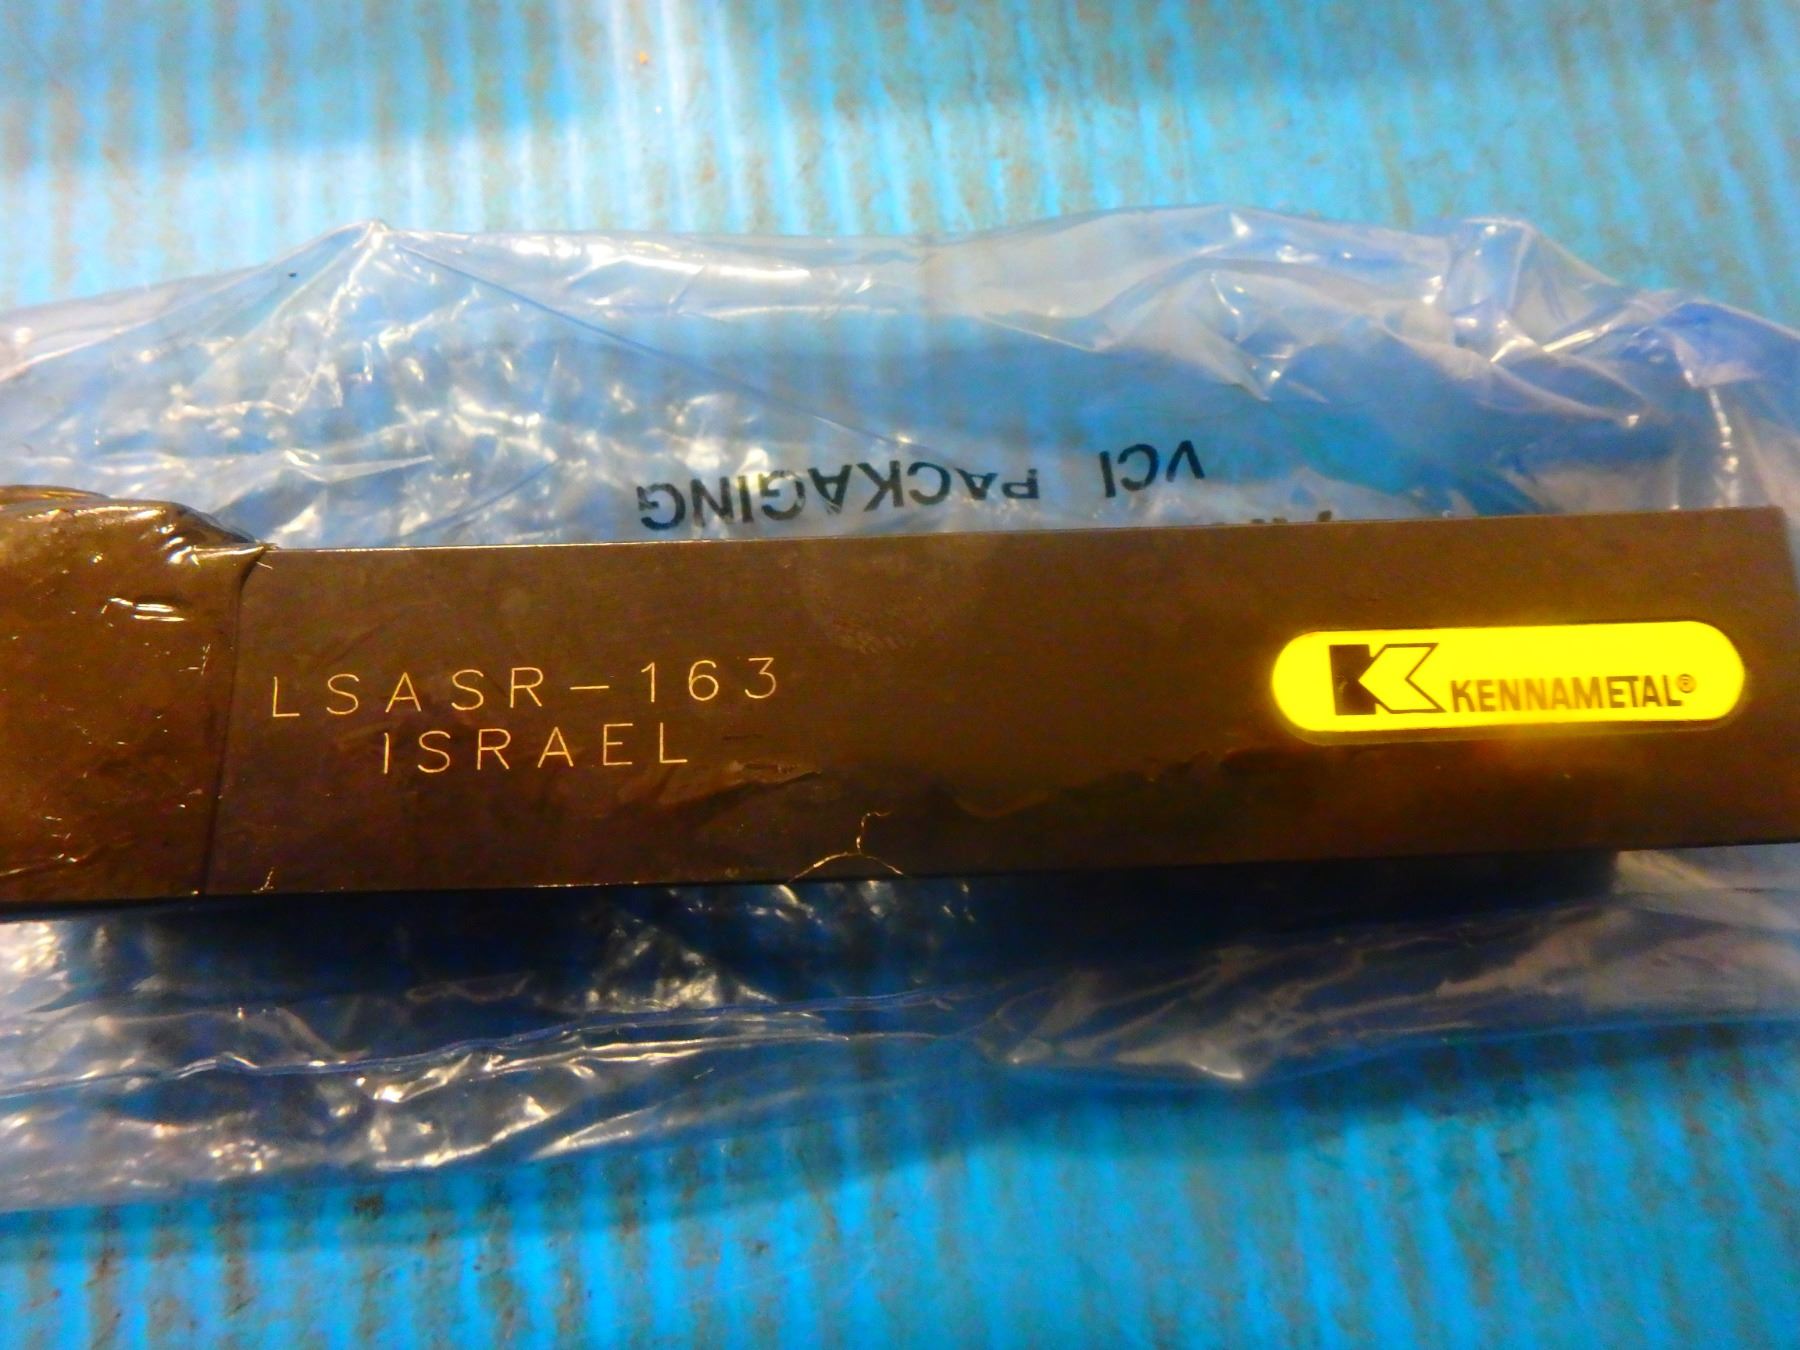 VCI PACKAGING
LSASR-163
ISRAEL
KENNAMETAL®